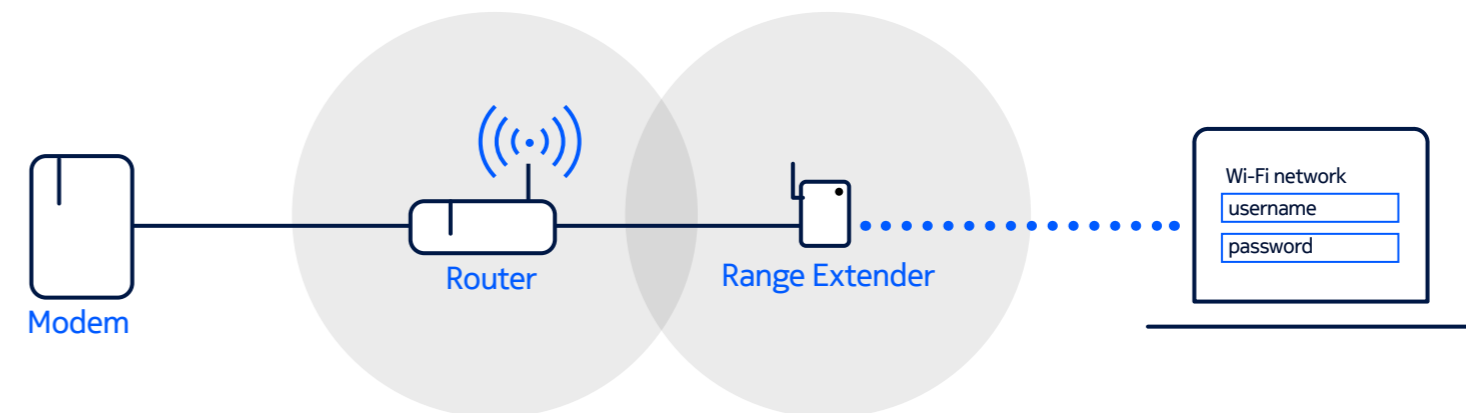 Modem
Router
Range Extender
Wi-Fi network
username
password